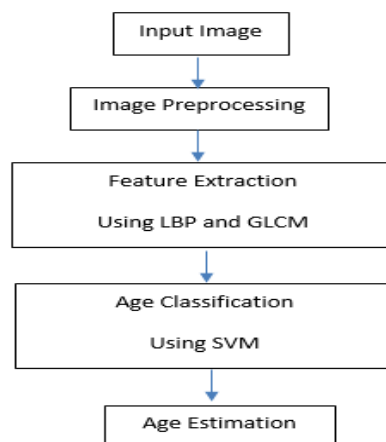 Input Image
Image Preprocessing
Feature Extraction
Using LBP and GLCM
Age Classification
Using SVM
Age Estimation